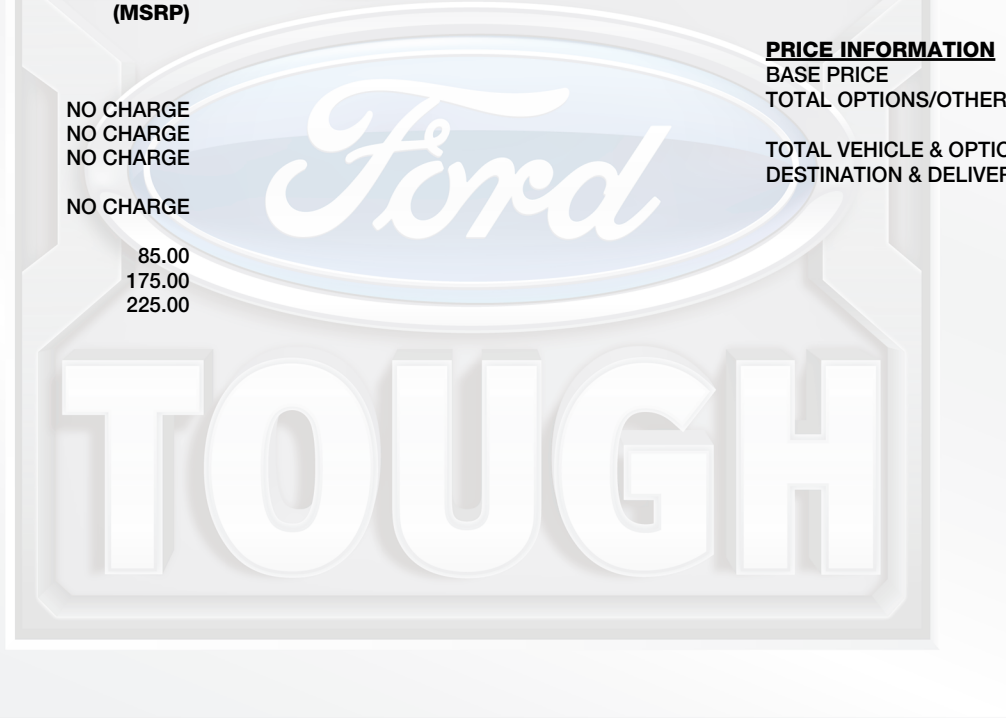 (MSRP)
NO CHARGE
NO CHARGE
NO CHARGE
NO CHARGE
85.00
175.00
225.00
PRICE INFORMATION
BASE PRICE
TOTAL OPTIONS/OTHER
TOTAL VEHICLE & OPTIO
DESTINATION & DELIVER
Ford
TOUGH